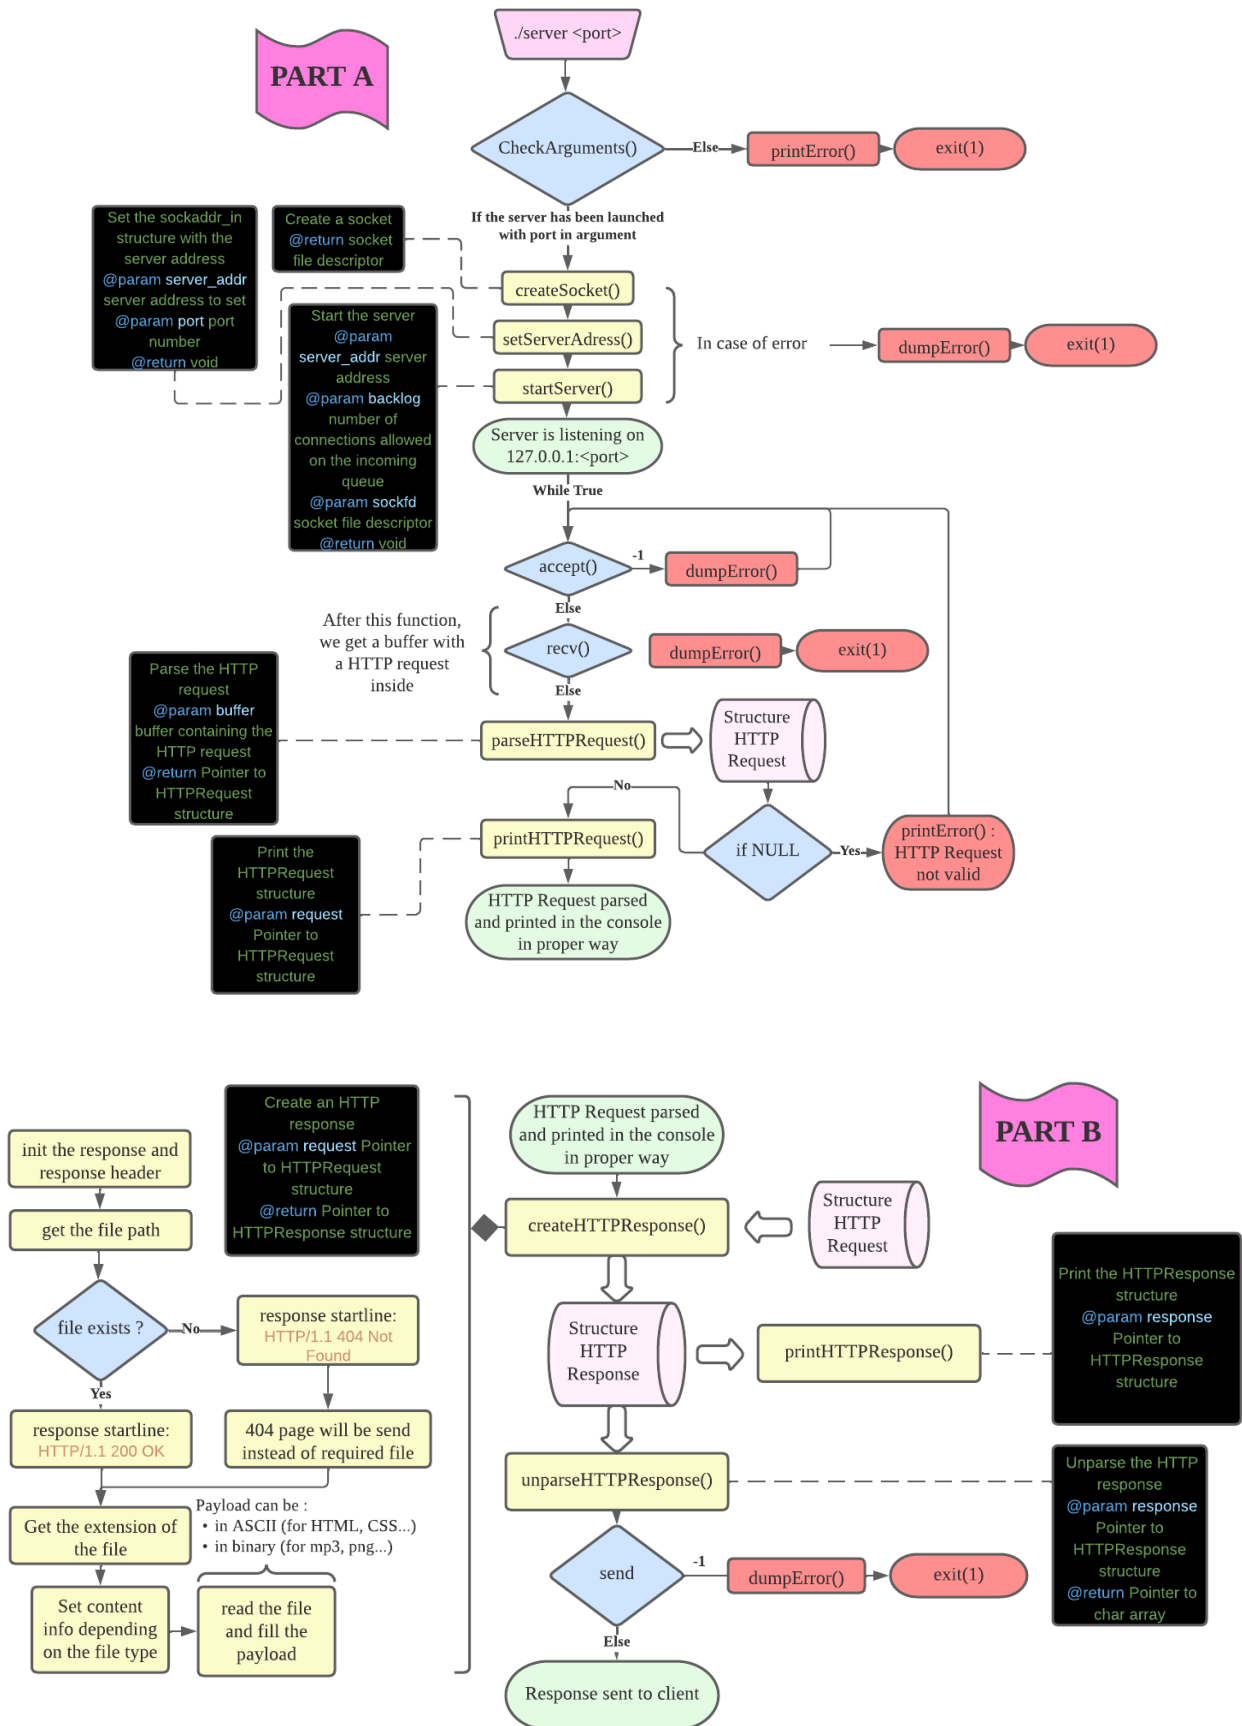 ./server <port>
PART A
CheckArguments()
Else
printError()
exit(1)
If the server has been launched
with port in argument
Set the sockaddr_in
structure with the
server address
@param server_addr
server address to set
@param port port
number
@return void
Create a socket
@return socket
file descriptor
createSocket()
Start the server
@param
server_addr server
address
@param backlog
number of
connections allowed
on the incoming
queue
@param sockfd
socket file descriptor
@return void
setServerAdress()
startServer()
In case of error
dumpError()
exit(1)
Server is listening on
127.0.0.1:<port>
While True
accept()
-1
dumpError()
Else
After this function,
we get a buffer with
a HTTP request
inside
recv()
dumpError()
exit(1)
Else
Parse the HTTP
request
@param buffer
buffer containing the
HTTP request
@return Pointer to
HTTPRequest
structure
parseHTTPRequest()
Structure
HTTP
Request
No
if NULL
Yes
printError() :
HTTP Request
not valid
printHTTPRequest()
Print the
HTTPRequest
structure
@param request
Pointer to
HTTPRequest
structure
HTTP Request parsed
and printed in the console
in proper way
PART B
init the response and
response header
get the file path
file exists ?
No
response startline:
HTTP/1.1 404 Not
Found
Yes
response startline:
HTTP/1.1 200 OK
404 page will be send
instead of required file
Get the extension of
the file
Payload can be :
• in ASCII (for HTML, CSS...)
• in binary (for mp3, png...)
Set content
info depending
on the file type
read the file
and fill the
payload
Create an HTTP
response
@param request Pointer
to HTTPRequest
structure
@return Pointer to
HTTPResponse structure
HTTP Request parsed
and printed in the console
in proper way
createHTTPResponse()
Structure
HTTP
Request
Structure
HTTP
Response
printHTTPResponse()
Print the HTTPResponse
structure
@param response
Pointer to
HTTPResponse
structure
unparseHTTPResponse()
Unparse the HTTP
response
@param response
Pointer to
HTTPResponse
structure
@return Pointer to
char array
send
-1
dumpError()
exit(1)
Else
Response sent to client